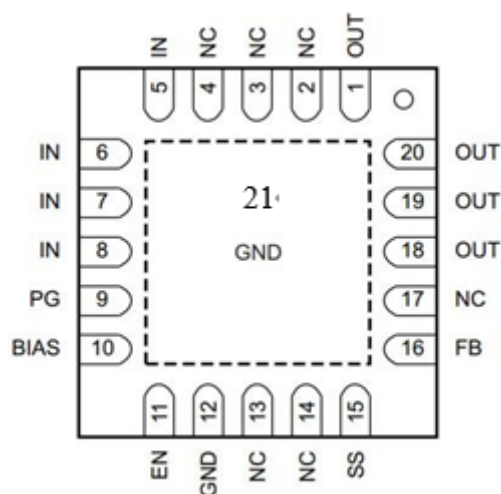 IN NC NC NC OUT
5 4 3 2 1
IN 6 20 OUT
IN 7 21 19 OUT
IN 8 GND 18 OUT
PG 9 17 NC
BIAS 10 16 FB
11 12 13 14 15
EN GND NC NC SS